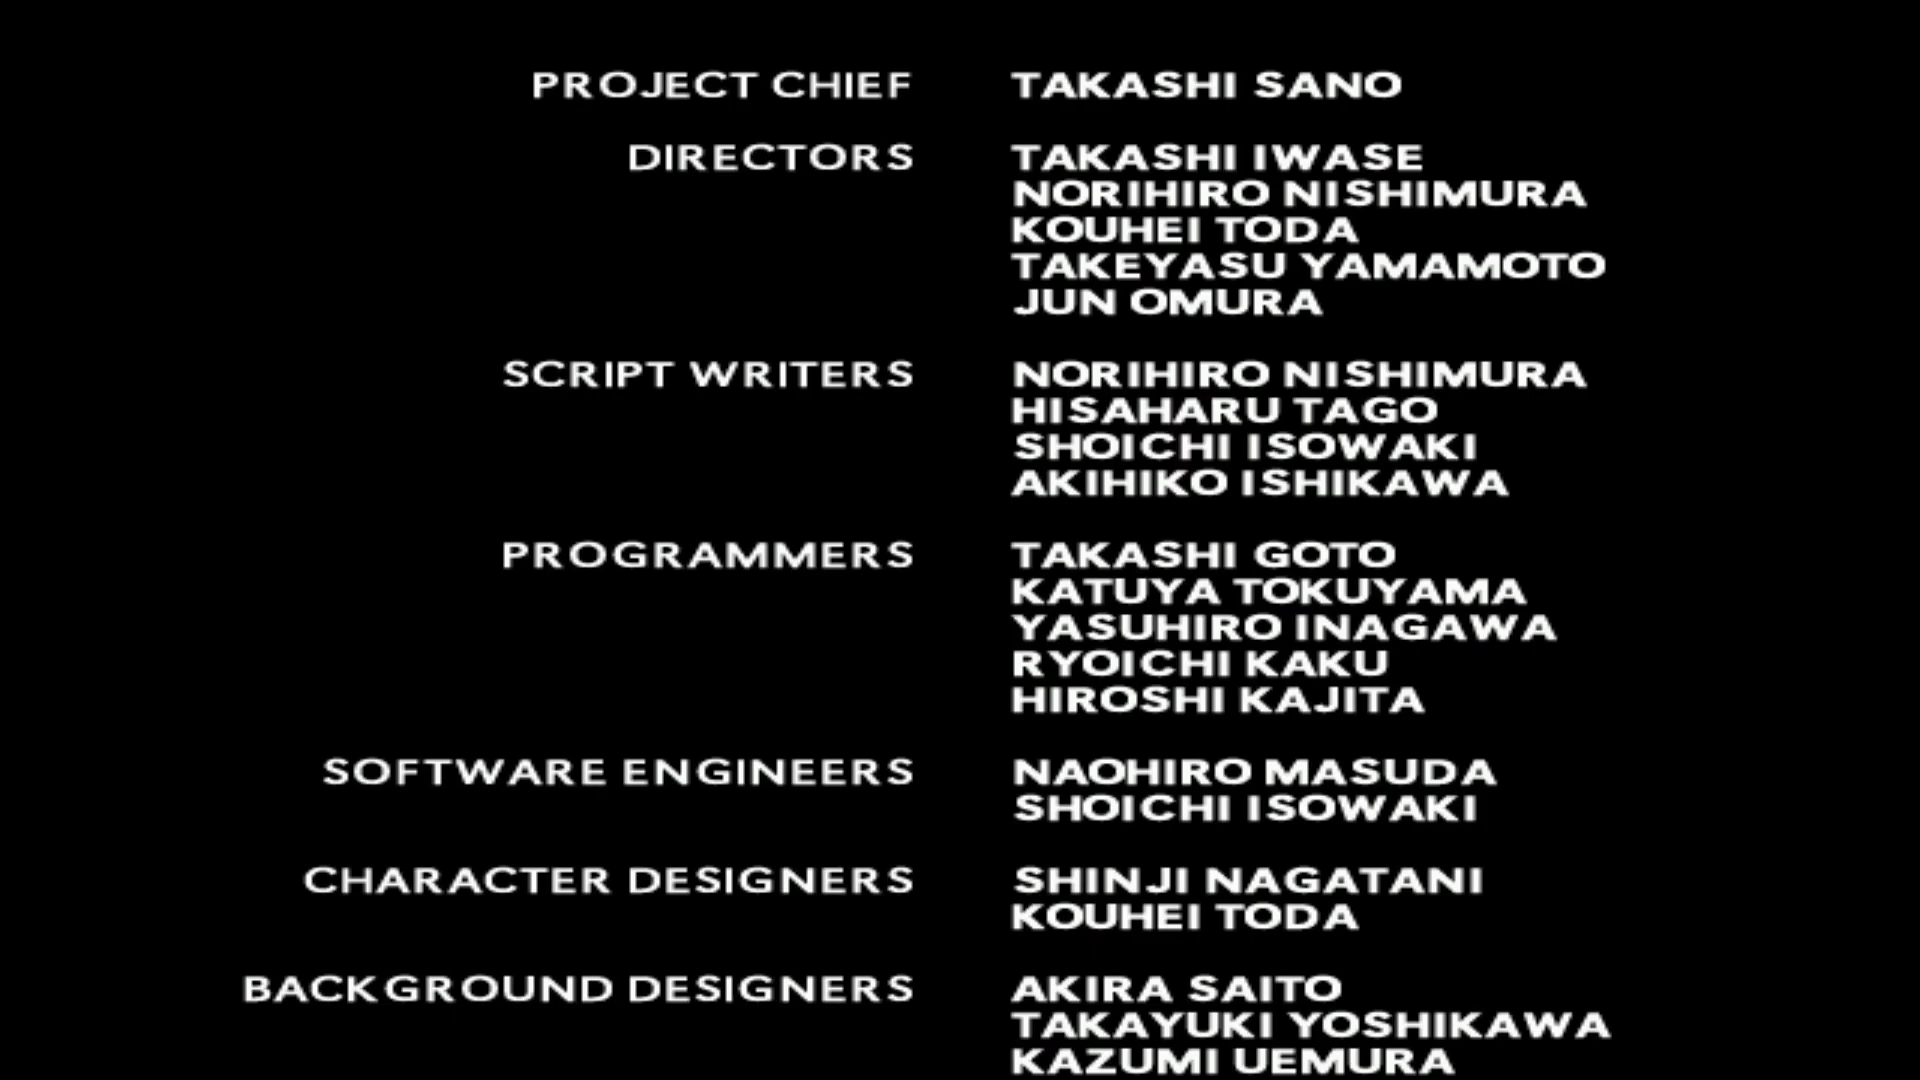 PROJECT CHIEF TAKASHI SANO
DIRECTORS TAKASHI IWASE
NORIHIRO NISHIMURA
KOUHEI TODA
TAKEYASU YAMAMOTO
JUN OMURA
SCRIPT WRITERS NORIHIRO NISHIMURA
HISAHARU TAGO
SHOICHI ISOWAKI
AKIHIKO ISHIKAWA
PROGRAMMERS TAKASHI GOTO
KATUYA TOKUYAMA
YASUHIRO INAGAWA
RYOICHI KAKU
HIROSHI KAJITA
SOFTWARE ENGINEERS NAOHIRO MASUDA
SHOICHI ISOWAKI
CHARACTER DESIGNERS SHINJI NAGATANI
KOUHEI TODA
BACKGROUND DESIGNERS AKIRA SAITO
TAKAYUKI YOSHIKAWA
KAZUMI UEMURA